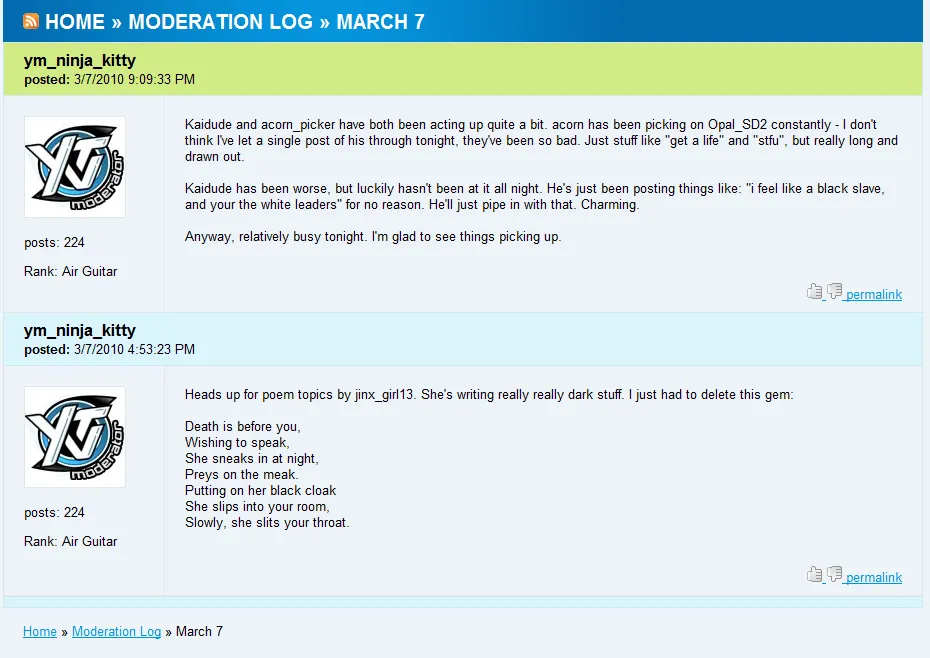 HOME » MODERATION LOG » MARCH 7
ym_ninja_kitty
posted: 3/7/2010 9:09:33 PM
YTV
moderator
posts: 224
Rank: Air Guitar
Kaidude and acorn_picker have both been acting up quite a bit. acorn has been picking on Opal_SD2 constantly - I don't
think I've let a single post of his through tonight, they've been so bad. Just stuff like "get a life" and "stfu", but really long and
drawn out.
Kaidude has been worse, but luckily hasn't been at it all night. He's just been posting things like: "i feel like a black slave,
and your the white leaders" for no reason. He'll just pipe in with that. Charming.
Anyway, relatively busy tonight. I'm glad to see things picking up.
permalink
ym_ninja_kitty
posted: 3/7/2010 4:53:23 PM
YTV
moderator
posts: 224
Rank: Air Guitar
Heads up for poem topics by jinx_girl13. She's writing really really dark stuff. I just had to delete this gem:
Death is before you,
Wishing to speak,
She sneaks in at night,
Preys on the meak.
Putting on her black cloak
She slips into your room,
Slowly, she slits your throat.
permalink
Home » Moderation Log » March 7